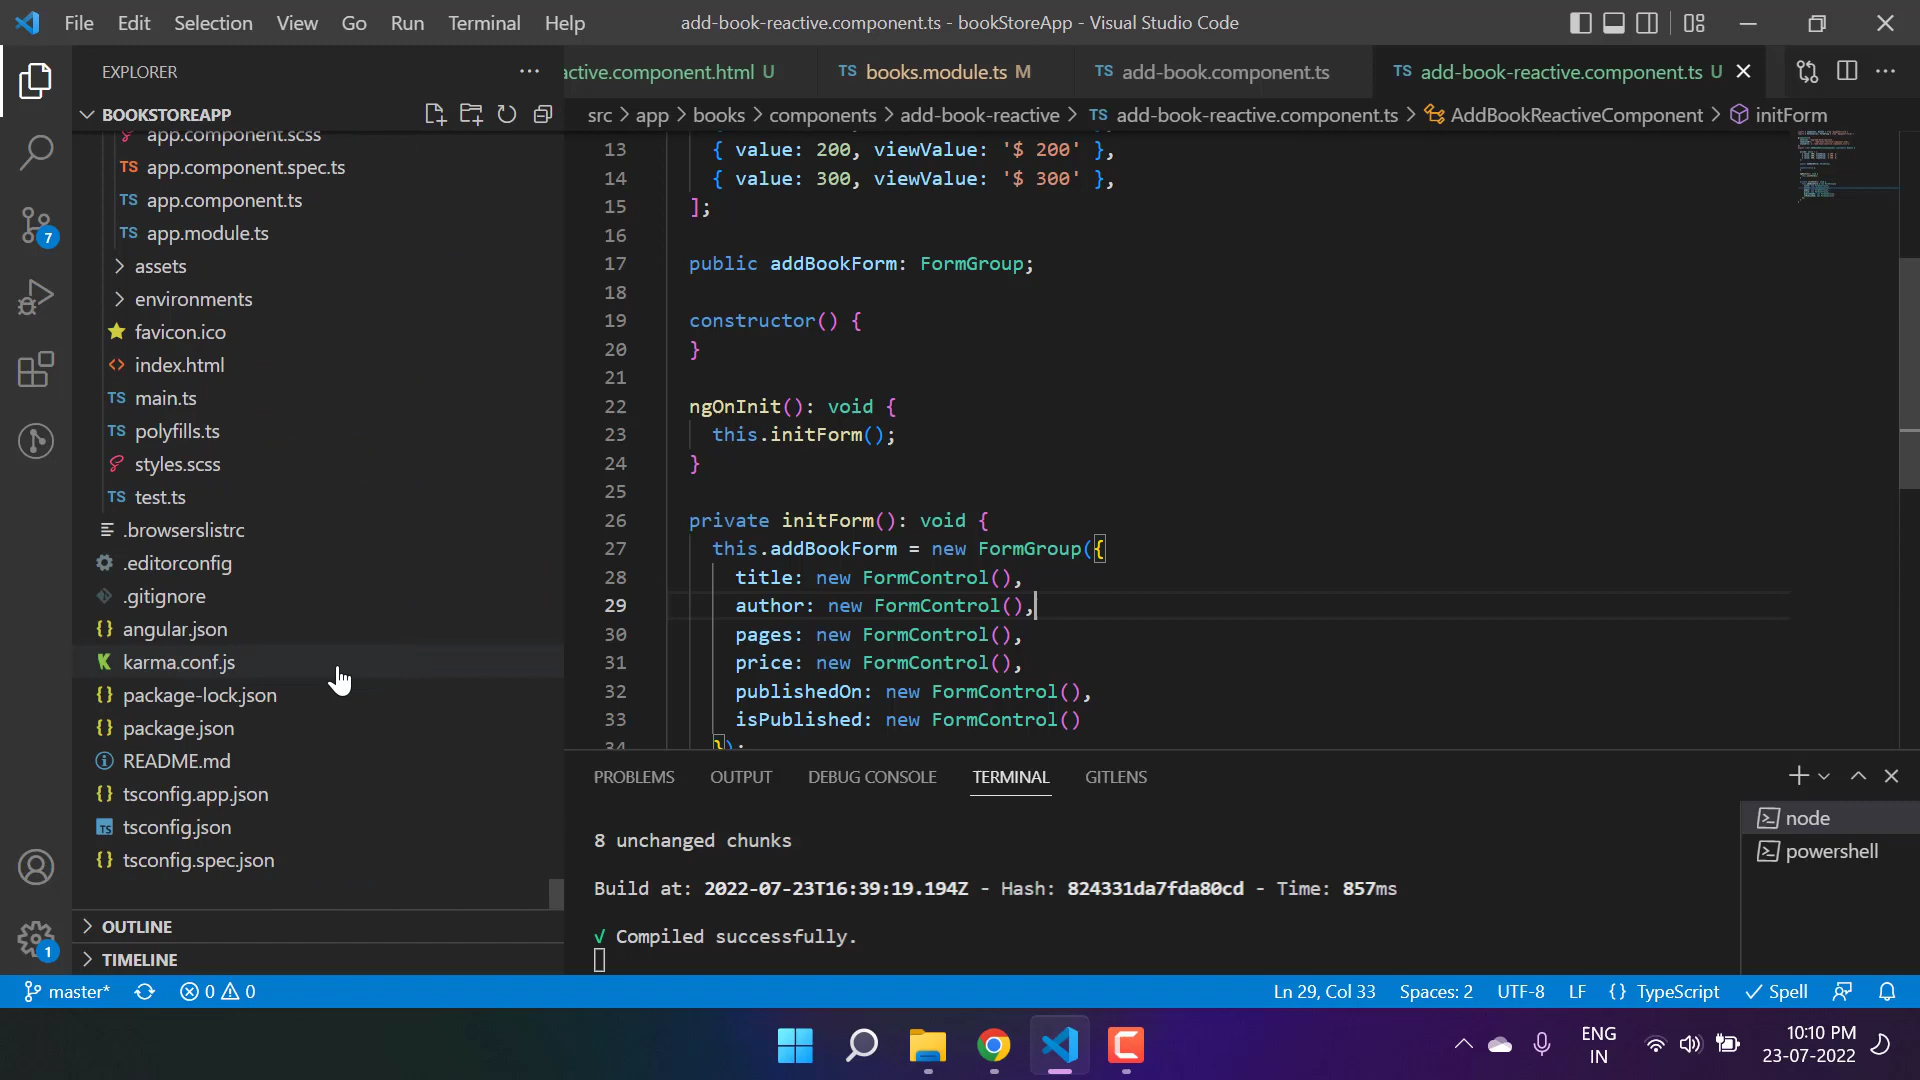 File Edit Selection View Go Run Terminal Help
add-book-reactive.component.ts - bookStoreApp - Visual Studio Code
EXPLORER
BOOKSTOREAPP
app.component.scss
TS app.component.spec.ts
TS app.component.ts
TS app.module.ts
assets
environments
favicon.ico
<> index.html
TS main.ts
TS polyfills.ts
styles.scss
TS test.ts
.browserslistrc
.editorconfig
.gitignore
{} angular.json
K karma.conf.js
{} package-lock.json
{} package.json
README.md
{} tsconfig.app.json
TS tsconfig.json
{} tsconfig.spec.json
OUTLINE
TIMELINE
7
1
active.component.html U
TS books.module.ts M
TS add-book.component.ts
TS add-book-reactive.component.ts U
src > app > books > components > add-book-reactive > TS add-book-reactive.component.ts > AddBookReactiveComponent > initForm
13 { value: 200, viewValue: '$ 200' },
14 { value: 300, viewValue: '$ 300' },
15 ];
16
17 public addBookForm: FormGroup;
18
19 constructor() {
20 }
21
22 ngOnInit(): void {
23 this.initForm();
24 }
25
26 private initForm(): void {
27 this.addBookForm = new FormGroup({
28 title: new FormControl(),
29 author: new FormControl(),
30 pages: new FormControl(),
31 price: new FormControl(),
32 publishedOn: new FormControl(),
33 isPublished: new FormControl()
34 });
PROBLEMS OUTPUT DEBUG CONSOLE TERMINAL GITLENS
8 unchanged chunks
Build at: 2022-07-23T16:39:19.194Z - Hash: 824331da7fda80cd - Time: 857ms
√ Compiled successfully.
node
powershell
master* 0 0
Ln 29, Col 33 Spaces: 2 UTF-8 LF {} TypeScript Spell
ENG
IN
10:10 PM
23-07-2022